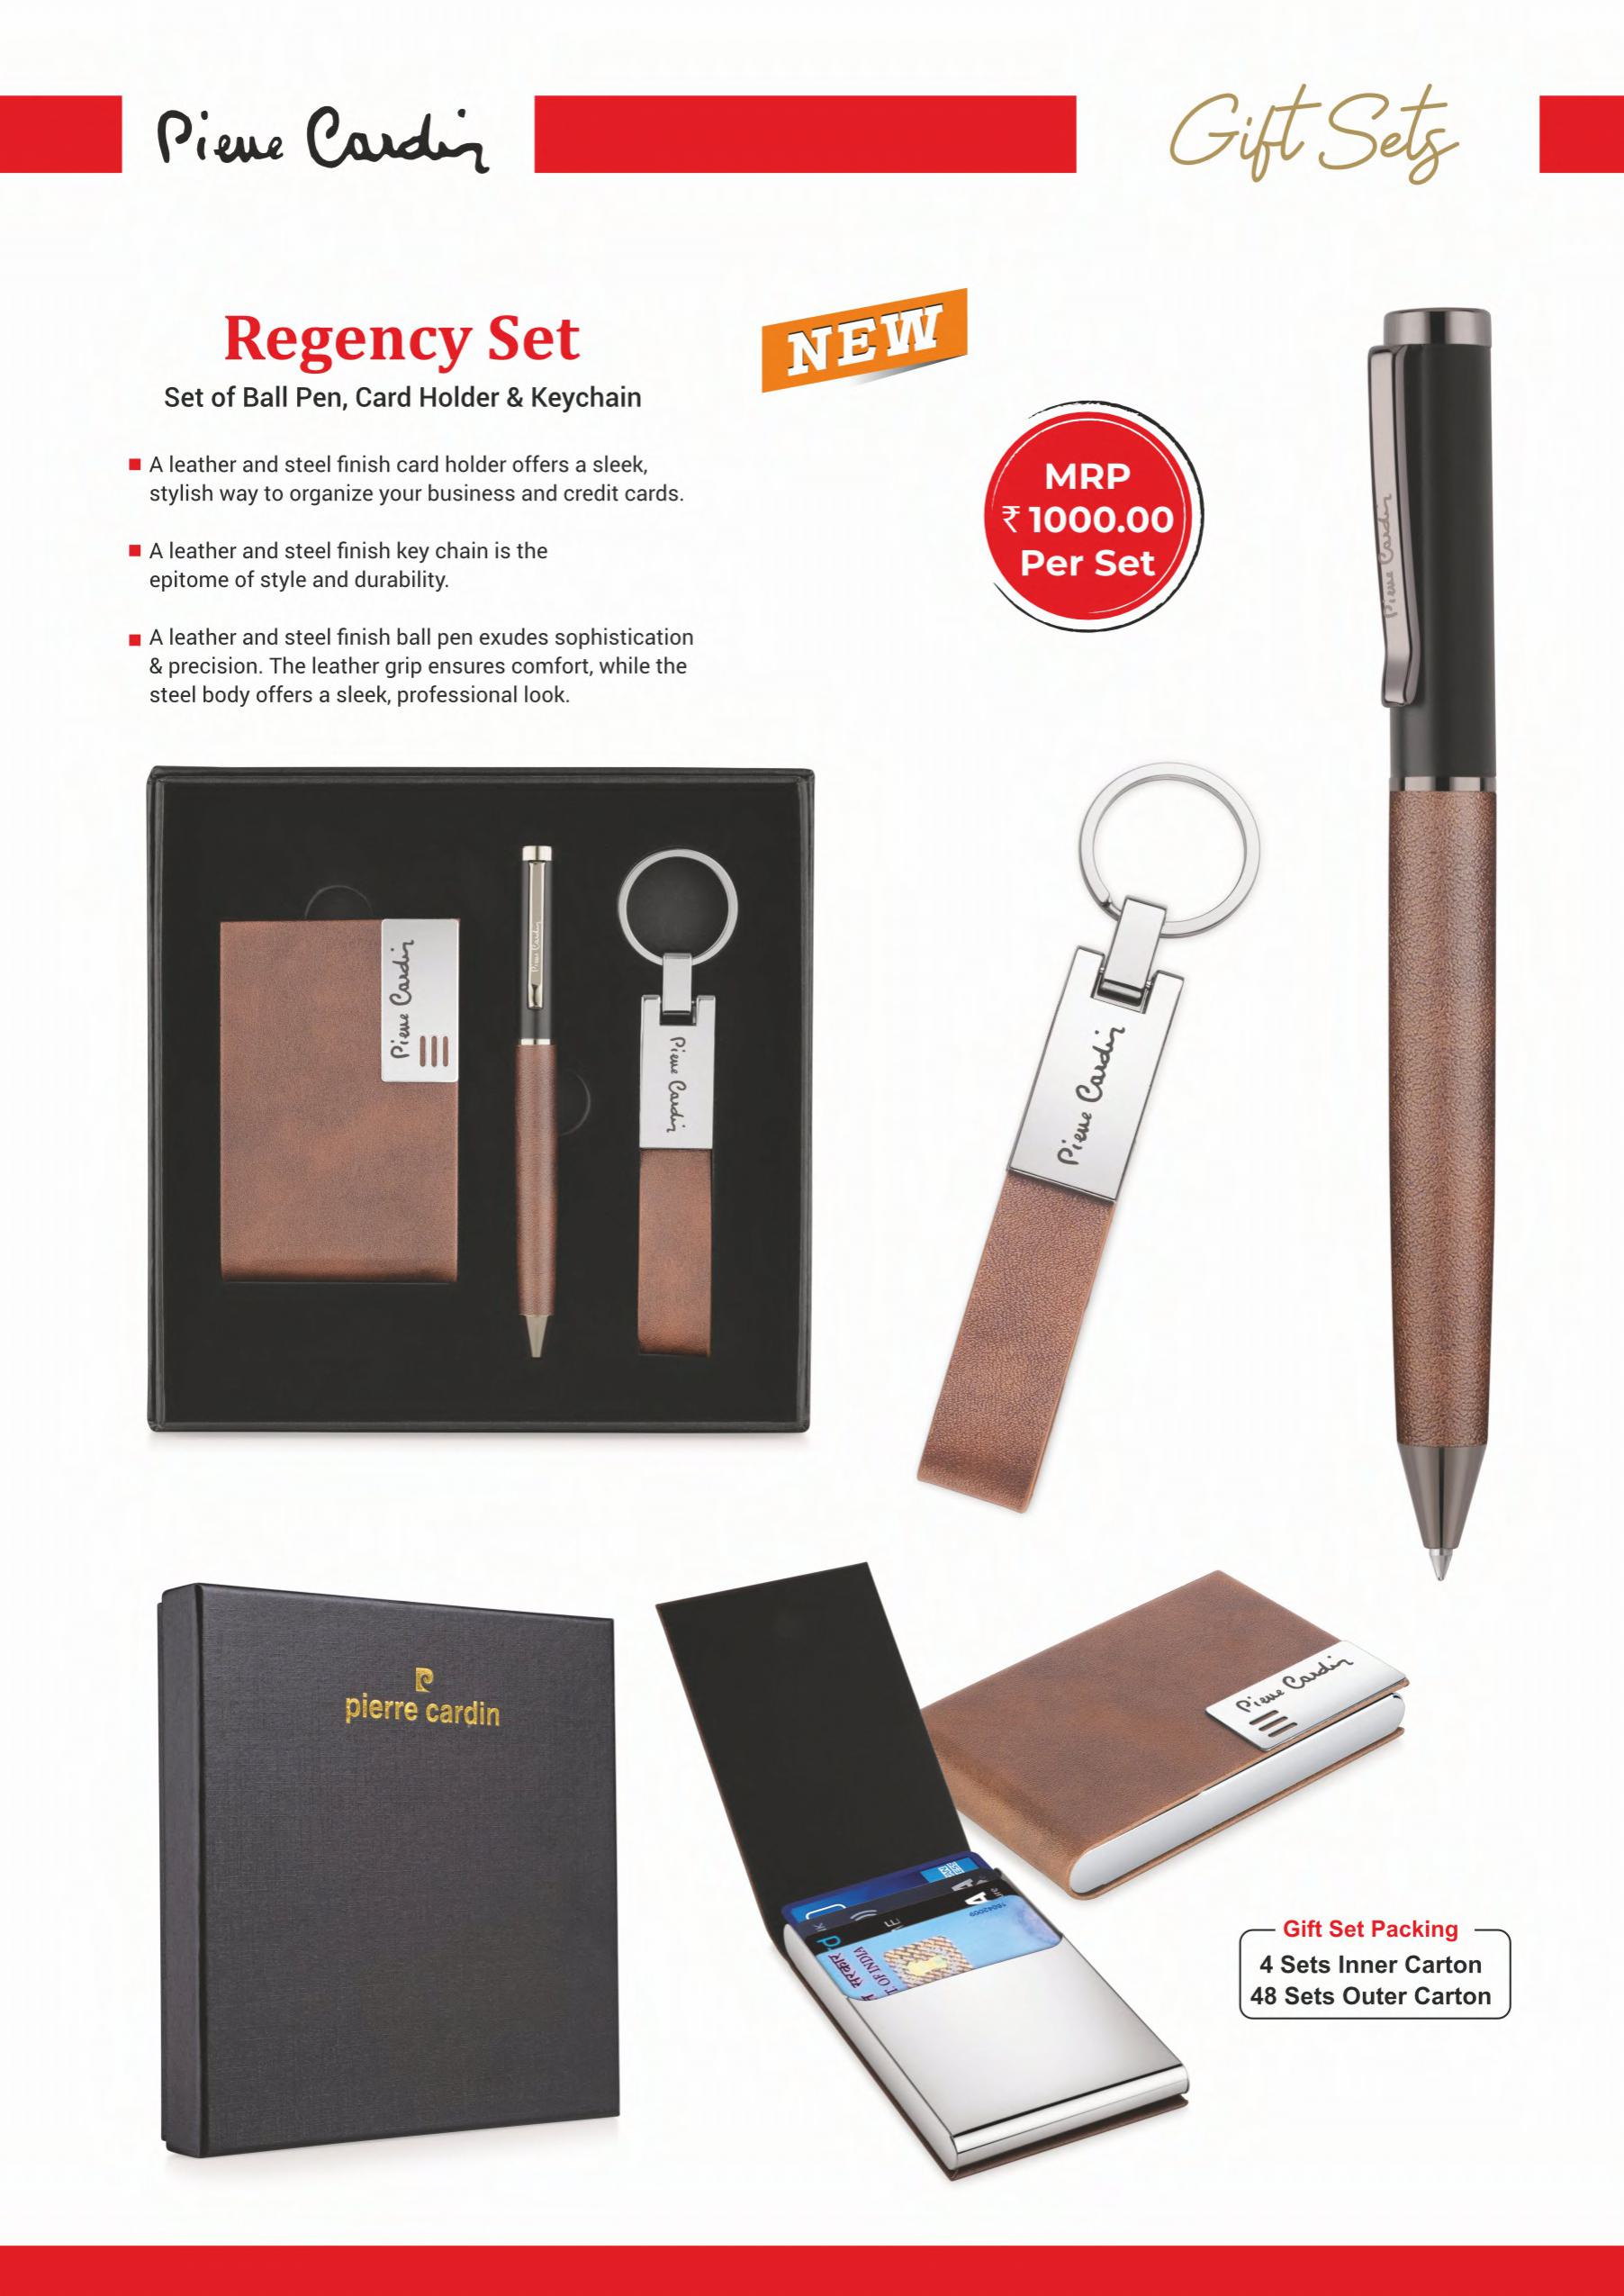 Pierre Cardin
Gift Sets
Regency Set
Set of Ball Pen, Card Holder & Keychain
NEW
MRP
₹ 1000.00
Per Set
A leather and steel finish card holder offers a sleek,
stylish way to organize your business and credit cards.
A leather and steel finish key chain is the
epitome of style and durability.
A leather and steel finish ball pen exudes sophistication
& precision. The leather grip ensures comfort, while the
steel body offers a sleek, professional look.
Pierre Cardin
Pierre Cardin
Pierre Cardin
Pierre Cardin
Pierre Cardin
pierre cardin
Pierre Cardin
T. OF INDIA
Gift Set Packing
4 Sets Inner Carton
48 Sets Outer Carton